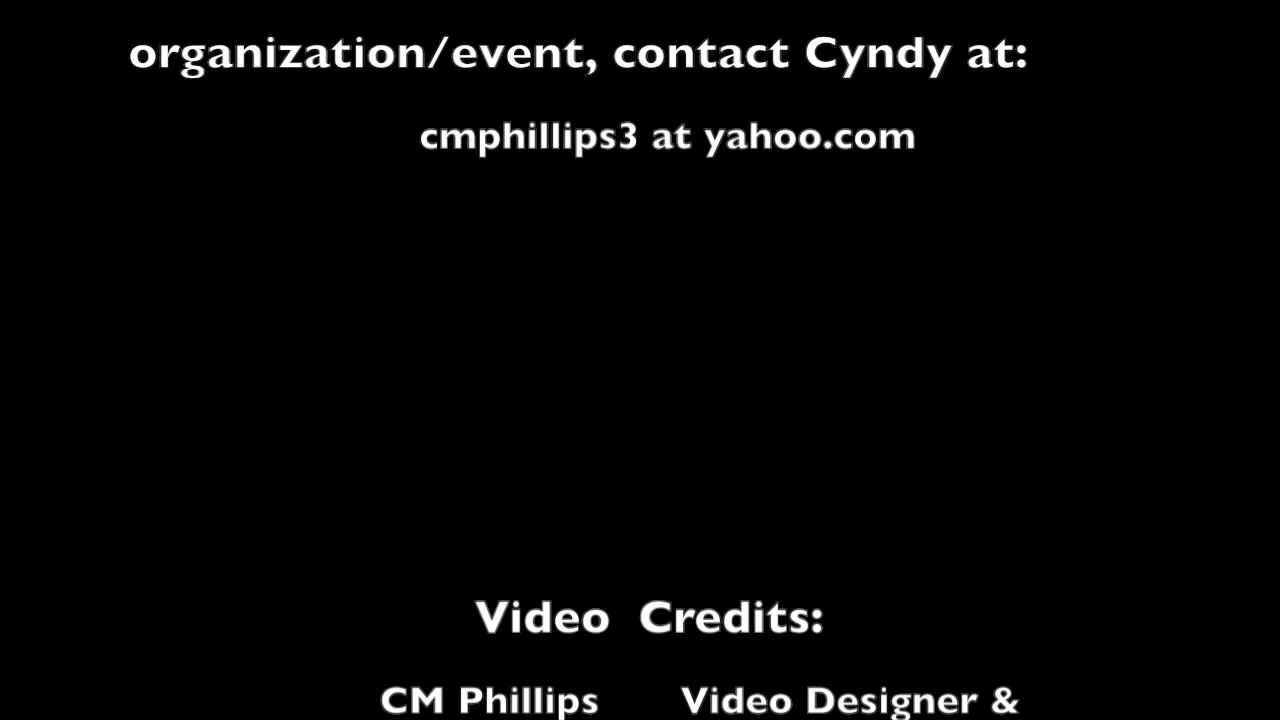 organization/event, contact Cyndy at:
cmphillips3 at yahoo.com
Video Credits:
CM Phillips Video Designer &